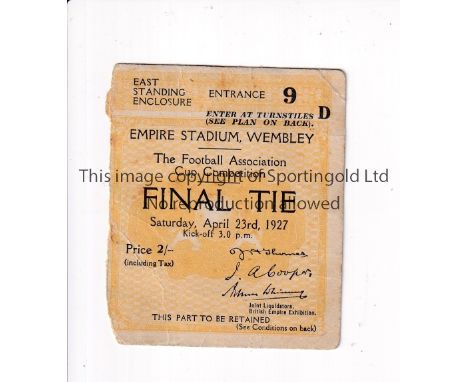 EAST
STANDING
ENCLOSURE
ENTRANCE 9
ENTER AT TURNSTILES D
(SEE PLAN ON BACK).
EMPIRE STADIUM, WEMBLEY
The Football Association
Cup Competition
This image copyright of Sportingold Ltd
FINAL TIE
No reproduction allowed
Saturday, April 23rd, 1927
Kick-off 3.0 p.m.
Price 2/-
(including Tax)
J. A Cooper
Joint Liquidators,
British Empire Exhibition.
THIS PART TO BE RETAINED
(See Conditions on back)